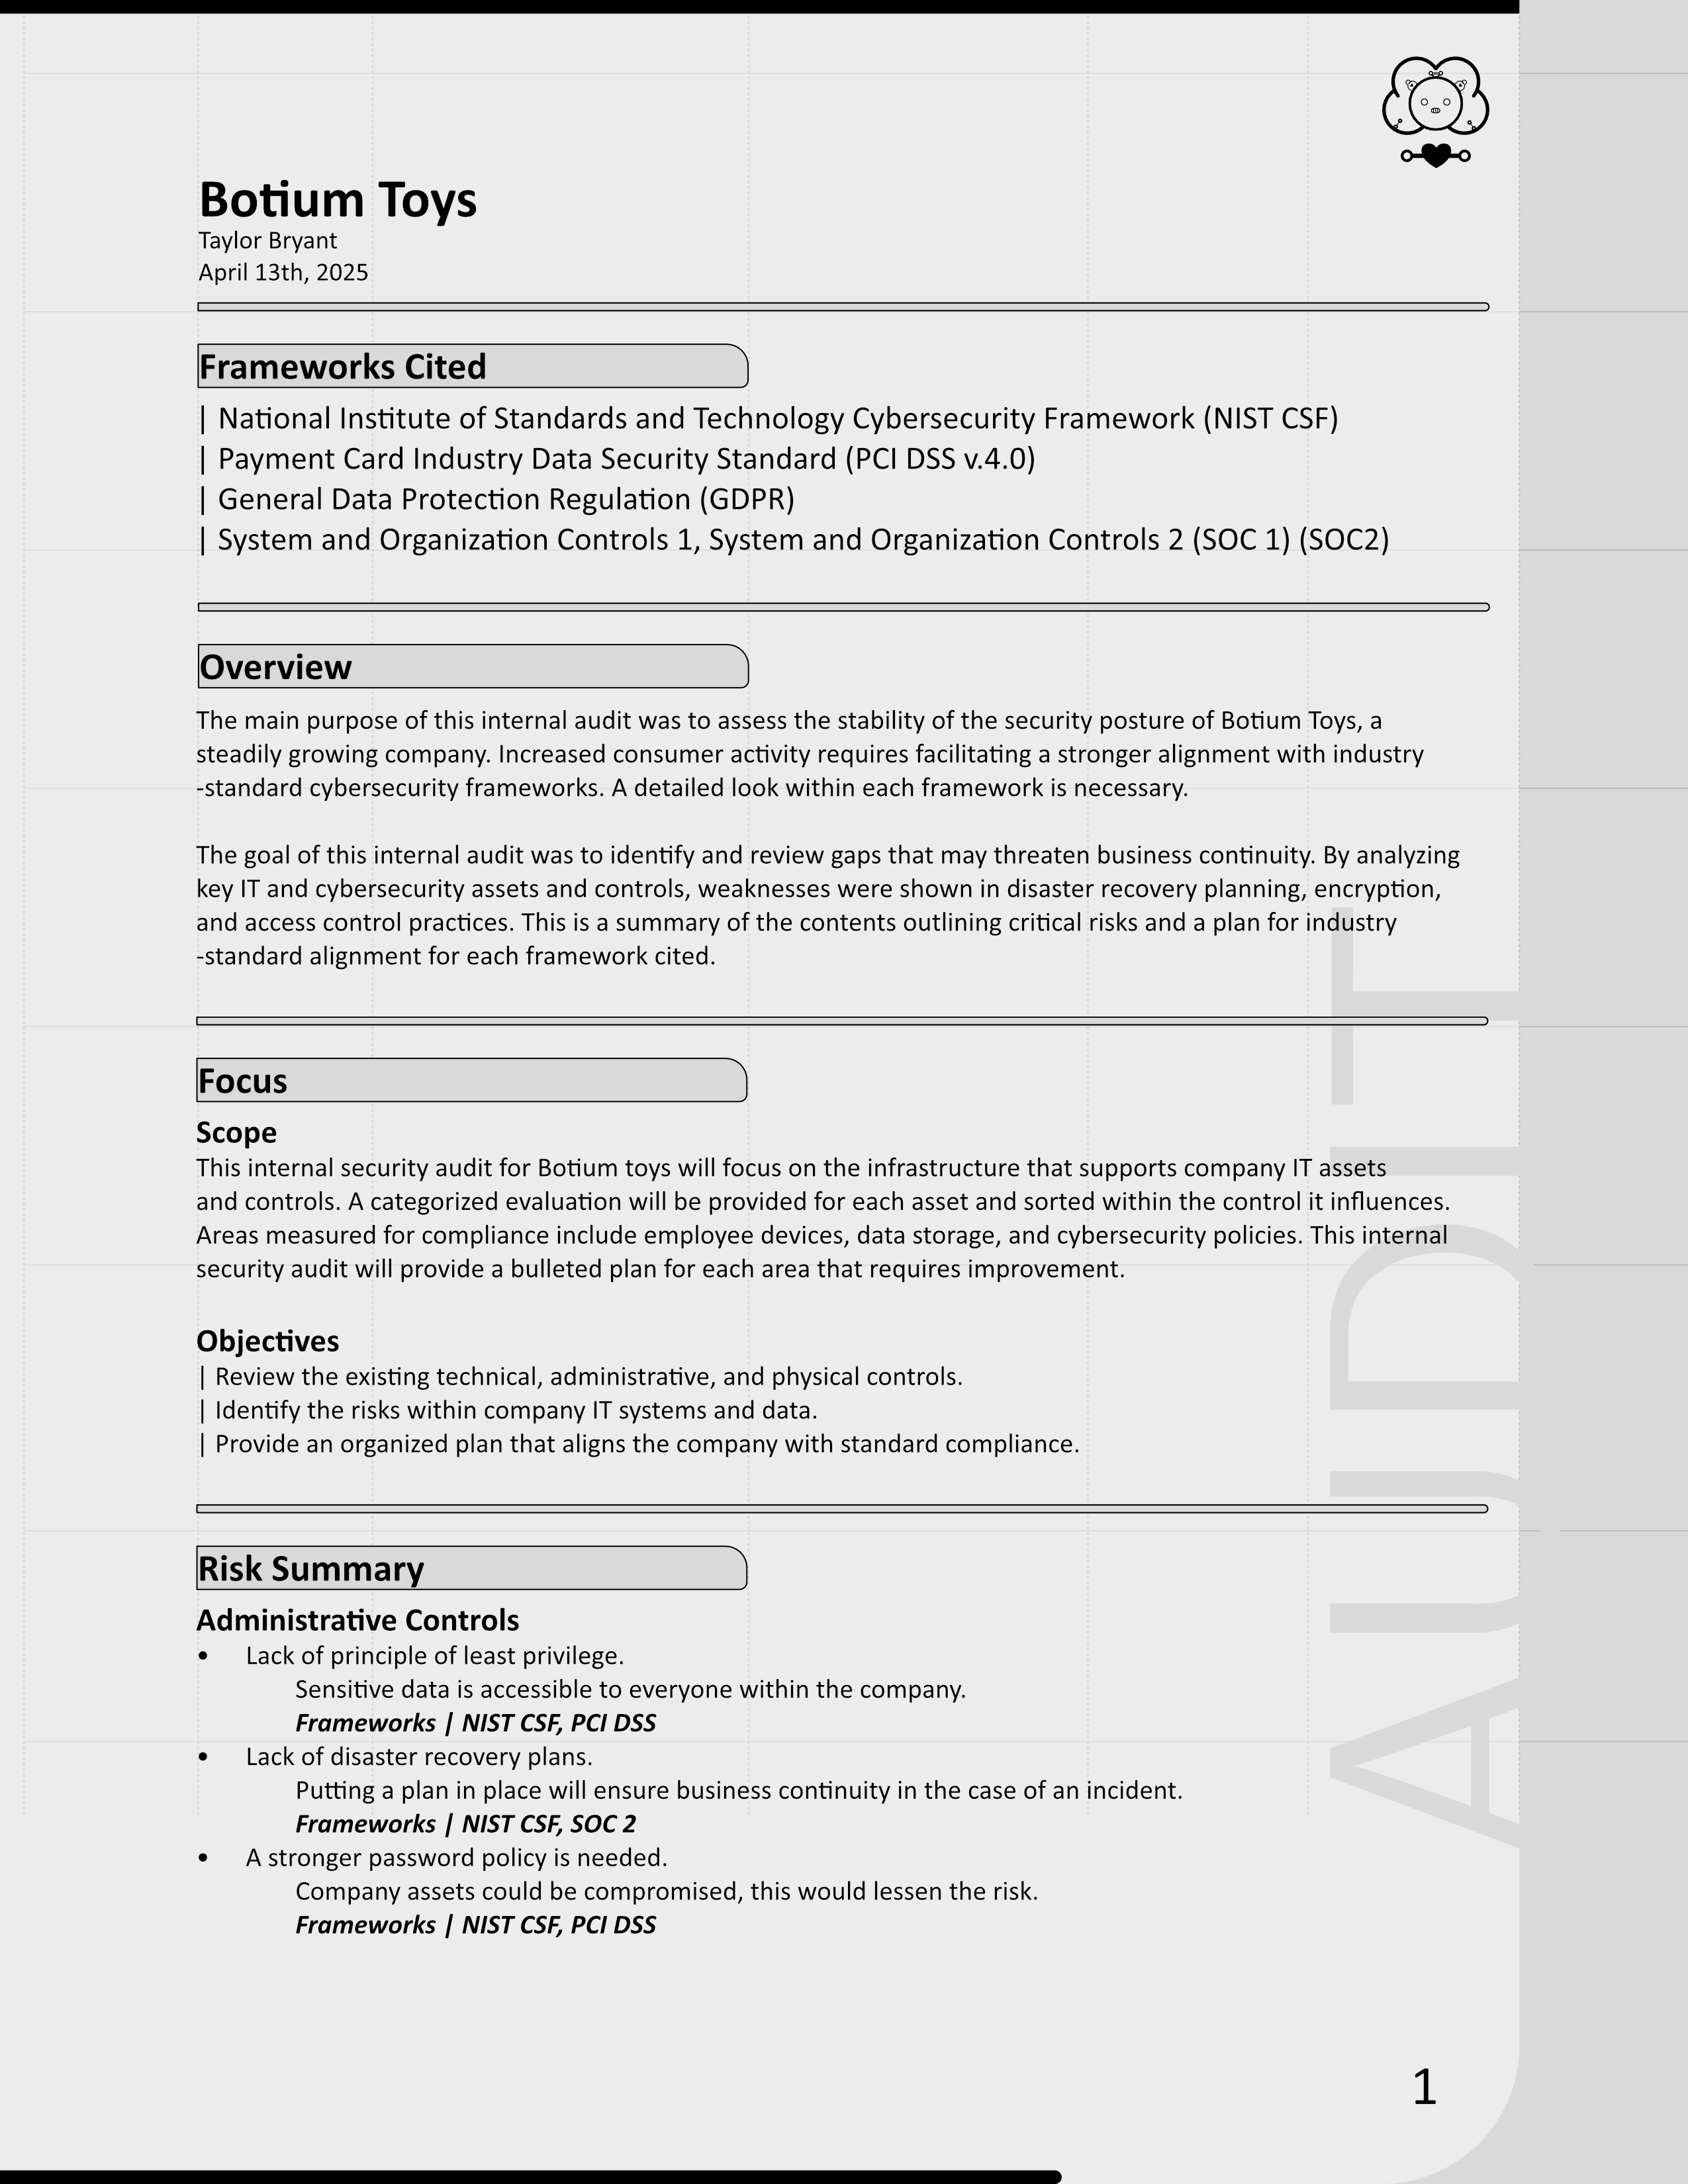 Botium Toys
Taylor Bryant
April 13th, 2025
Frameworks Cited
| National Institute of Standards and Technology Cybersecurity Framework (NIST CSF)
| Payment Card Industry Data Security Standard (PCI DSS v.4.0)
| General Data Protection Regulation (GDPR)
| System and Organization Controls 1, System and Organization Controls 2 (SOC 1) (SOC2)
Overview
The main purpose of this internal audit was to assess the stability of the security posture of Botium Toys, a
steadily growing company. Increased consumer activity requires facilitating a stronger alignment with industry
-standard cybersecurity frameworks. A detailed look within each framework is necessary.
The goal of this internal audit was to identify and review gaps that may threaten business continuity. By analyzing
key IT and cybersecurity assets and controls, weaknesses were shown in disaster recovery planning, encryption,
and access control practices. This is a summary of the contents outlining critical risks and a plan for industry
-standard alignment for each framework cited.
Focus
Scope
This internal security audit for Botium toys will focus on the infrastructure that supports company IT assets
and controls. A categorized evaluation will be provided for each asset and sorted within the control it influences.
Areas measured for compliance include employee devices, data storage, and cybersecurity policies. This internal
security audit will provide a bulleted plan for each area that requires improvement.
Objectives
| Review the existing technical, administrative, and physical controls.
| Identify the risks within company IT systems and data.
| Provide an organized plan that aligns the company with standard compliance.
Risk Summary
Administrative Controls
• Lack of principle of least privilege.
Sensitive data is accessible to everyone within the company.
Frameworks | NIST CSF, PCI DSS
• Lack of disaster recovery plans.
Putting a plan in place will ensure business continuity in the case of an incident.
Frameworks | NIST CSF, SOC 2
• A stronger password policy is needed.
Company assets could be compromised, this would lessen the risk.
Frameworks | NIST CSF, PCI DSS
AUDIT
1